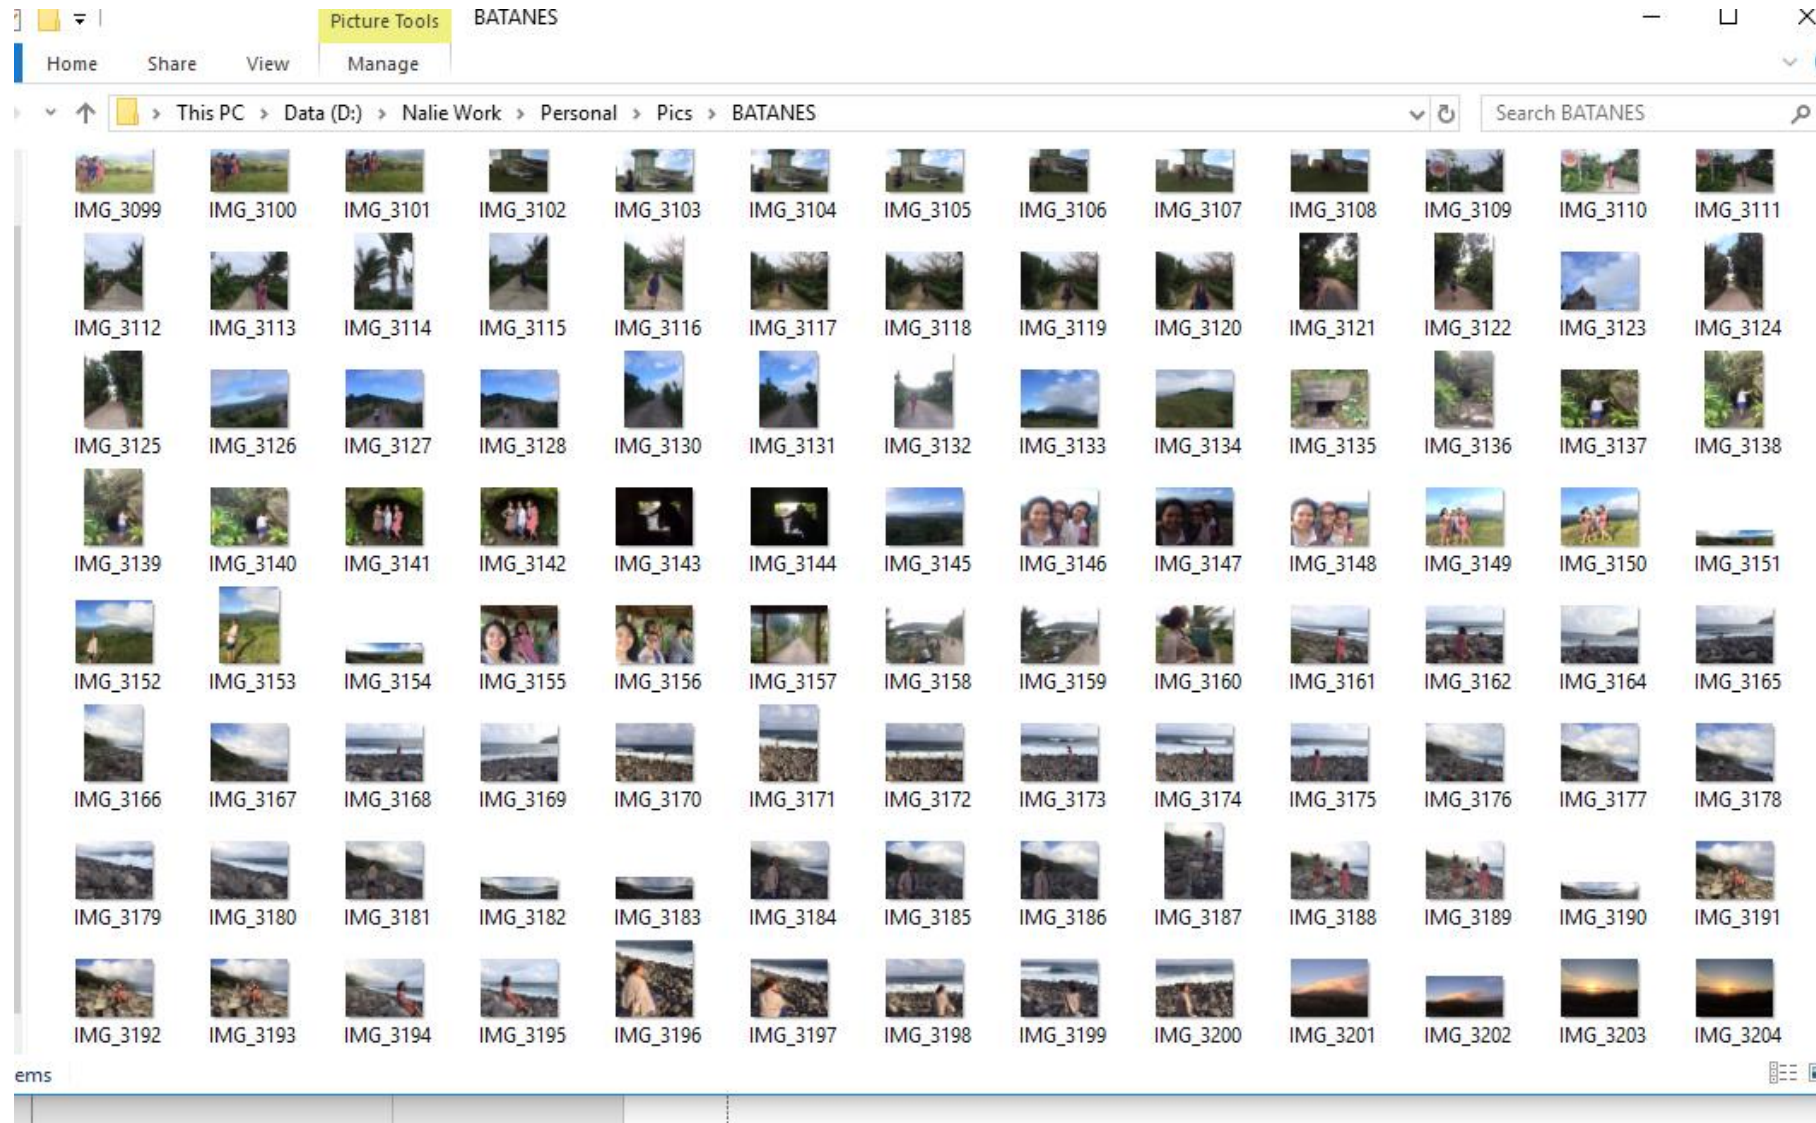 Picture Tools BATANES
Home Share View Manage
This PC > Data (D:) > Nalie Work > Personal > Pics > BATANES Search BATANES
IMG_3099 IMG_3100 IMG_3101 IMG_3102 IMG_3103 IMG_3104 IMG_3105 IMG_3106 IMG_3107 IMG_3108 IMG_3109 IMG_3110 IMG_3111
IMG_3112 IMG_3113 IMG_3114 IMG_3115 IMG_3116 IMG_3117 IMG_3118 IMG_3119 IMG_3120 IMG_3121 IMG_3122 IMG_3123 IMG_3124
IMG_3125 IMG_3126 IMG_3127 IMG_3128 IMG_3130 IMG_3131 IMG_3132 IMG_3133 IMG_3134 IMG_3135 IMG_3136 IMG_3137 IMG_3138
IMG_3139 IMG_3140 IMG_3141 IMG_3142 IMG_3143 IMG_3144 IMG_3145 IMG_3146 IMG_3147 IMG_3148 IMG_3149 IMG_3150 IMG_3151
IMG_3152 IMG_3153 IMG_3154 IMG_3155 IMG_3156 IMG_3157 IMG_3158 IMG_3159 IMG_3160 IMG_3161 IMG_3162 IMG_3164 IMG_3165
IMG_3166 IMG_3167 IMG_3168 IMG_3169 IMG_3170 IMG_3171 IMG_3172 IMG_3173 IMG_3174 IMG_3175 IMG_3176 IMG_3177 IMG_3178
IMG_3179 IMG_3180 IMG_3181 IMG_3182 IMG_3183 IMG_3184 IMG_3185 IMG_3186 IMG_3187 IMG_3188 IMG_3189 IMG_3190 IMG_3191
IMG_3192 IMG_3193 IMG_3194 IMG_3195 IMG_3196 IMG_3197 IMG_3198 IMG_3199 IMG_3200 IMG_3201 IMG_3202 IMG_3203 IMG_3204
ems